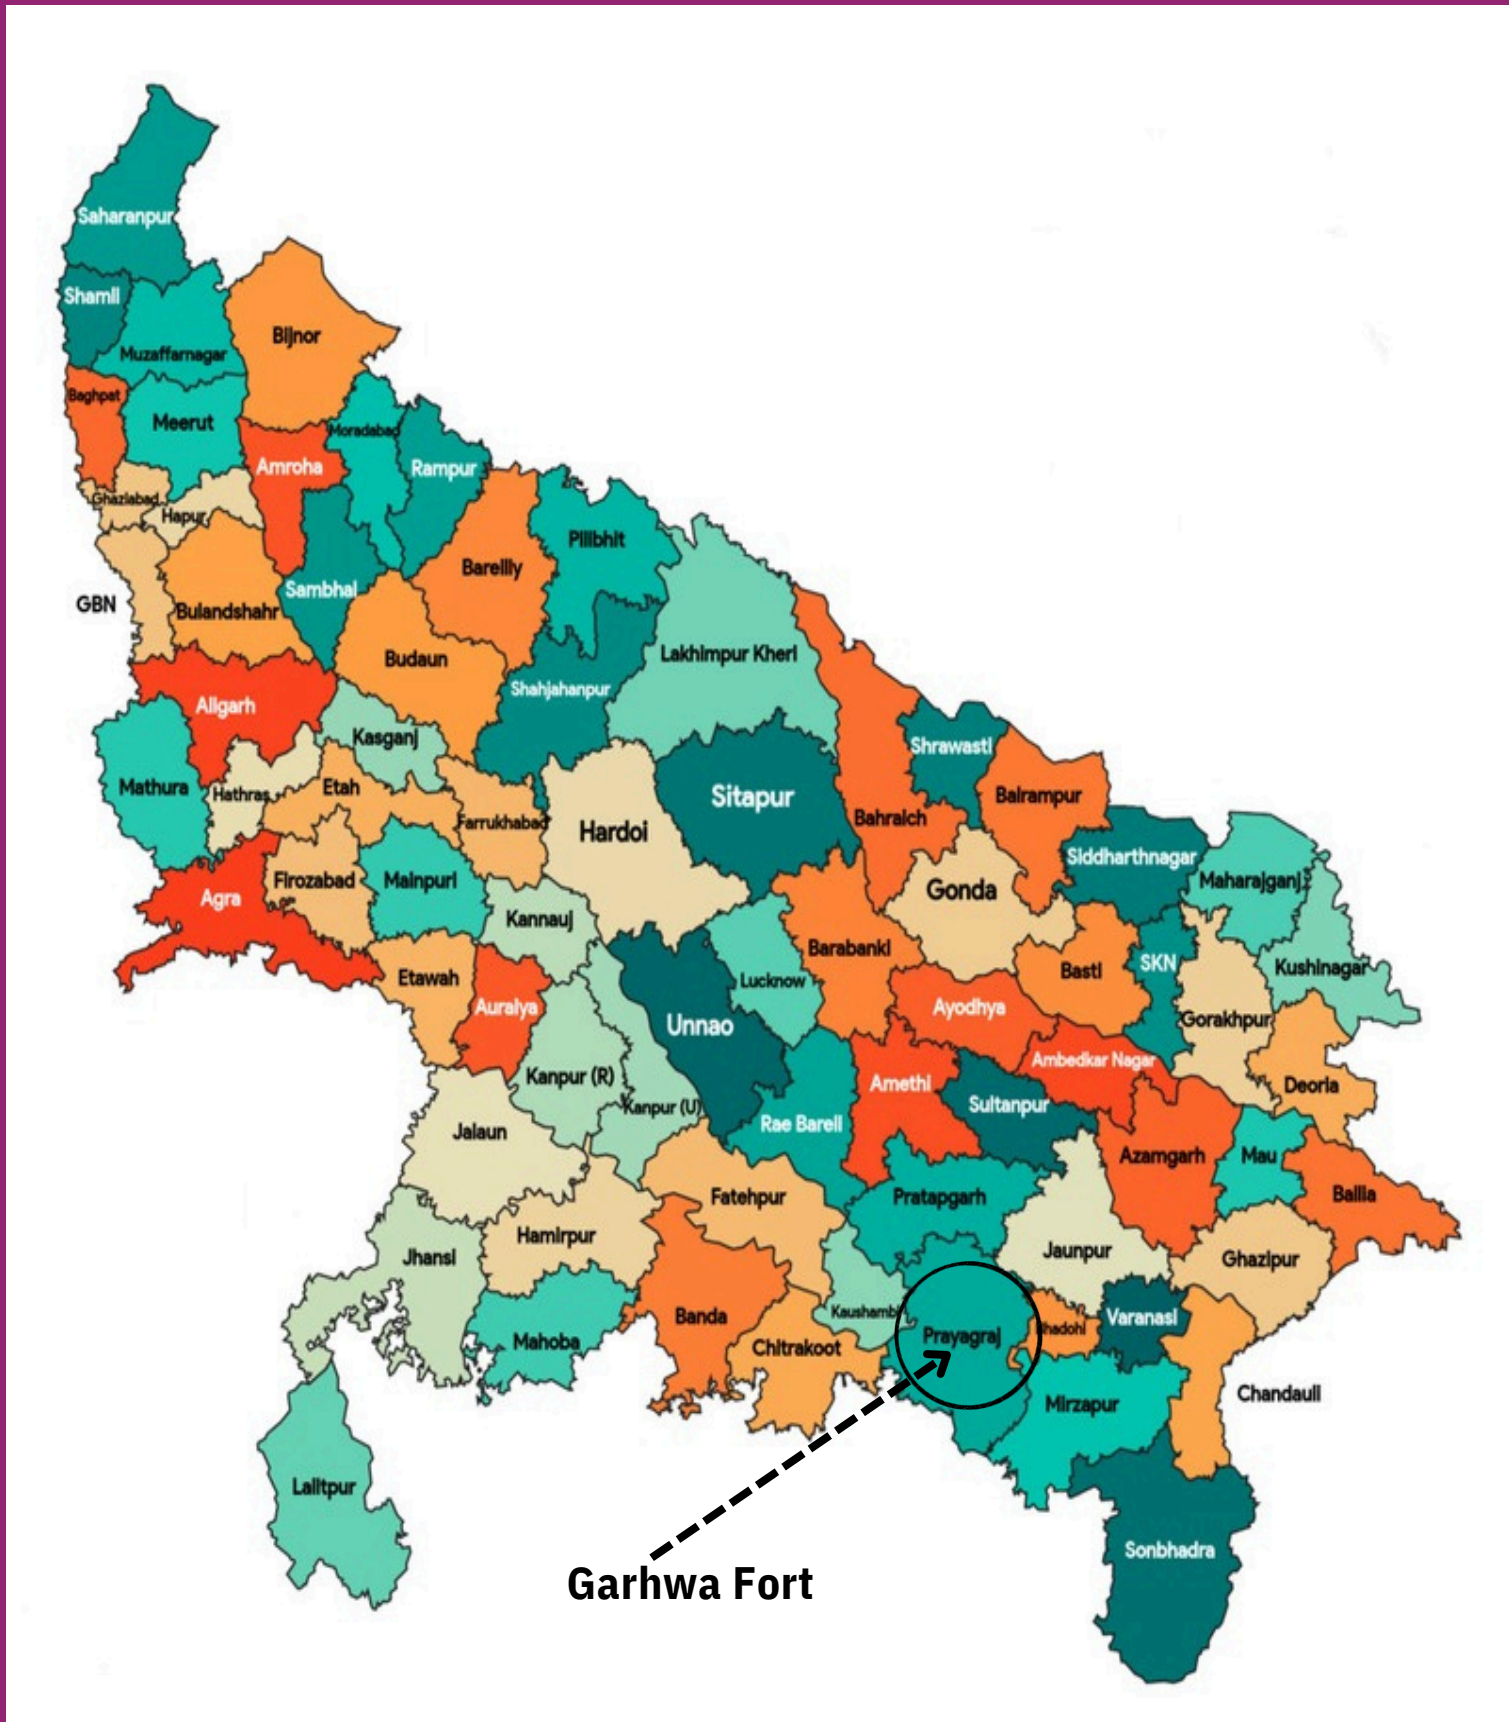 Saharanpur
Shamli
Muzaffarnagar
Bijnor
Baghpat
Meerut
Moradabad
Amroha
Rampur
Ghaziabad
Hapur
Pilibhit
Bareilly
Sambhal
GBN
Bulandshahr
Budaun
Lakhimpur Kheri
Shahjahanpur
Aligarh
Kasganj
Shrawasti
Mathura
Hathras
Etah
Sitapur
Balrampur
Farrukhabad
Hardoi
Bahraich
Siddharthnagar
Agra
Firozabad
Mainpuri
Gonda
Maharajganj
Kannauj
Barabanki
Etawah
Lucknow
Basti
SKN
Kushinagar
Auraiya
Unnao
Ayodhya
Gorakhpur
Kanpur (R)
Amethi
Ambedkar Nagar
Deoria
Kanpur (U)
Sultanpur
Jalaun
Rae Bareli
Azamgarh
Mau
Fatehpur
Pratapgarh
Ballia
Hamirpur
Jhansi
Jaunpur
Ghazipur
Mahoba
Banda
Kaushambi
Chitrakoot
Prayagraj
Bhadohi
Varanasi
Mirzapur
Chandauli
Lalitpur
Sonbhadra
Garhwa Fort